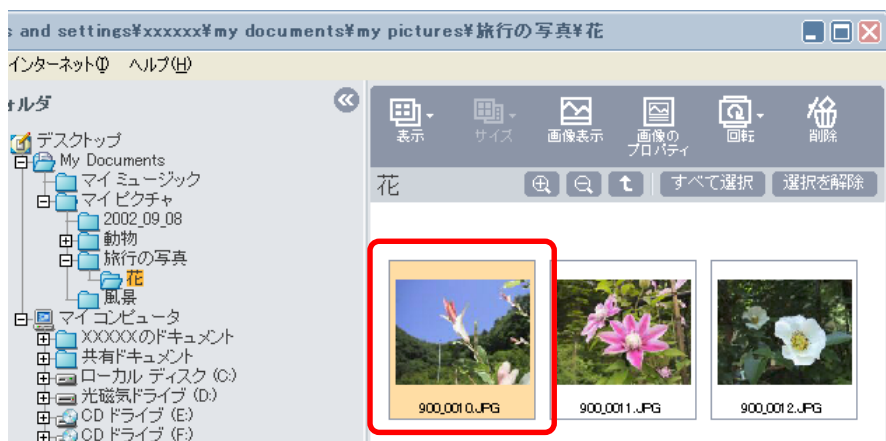 s and settings¥xxxxxx¥my documents¥my pictures¥旅行の写真¥花
インターネット(I) ヘルプ(H)
ォルダ
デスクトップ
My Documents
マイ ミュージック
マイ ピクチャ
2002_09_08
動物
旅行の写真
花
風景
マイ コンピュータ
XXXXXのドキュメント
共有ドキュメント
ローカル ディスク (C:)
光磁気ドライブ (D:)
CD ドライブ (E:)
CD ドライブ (F:)
表示
サイズ
画像表示
画像の
プロパティ
回転
削除
花
すべて選択
選択を解除
900_0010.JPG
900_0011.JPG
900_0012.JPG